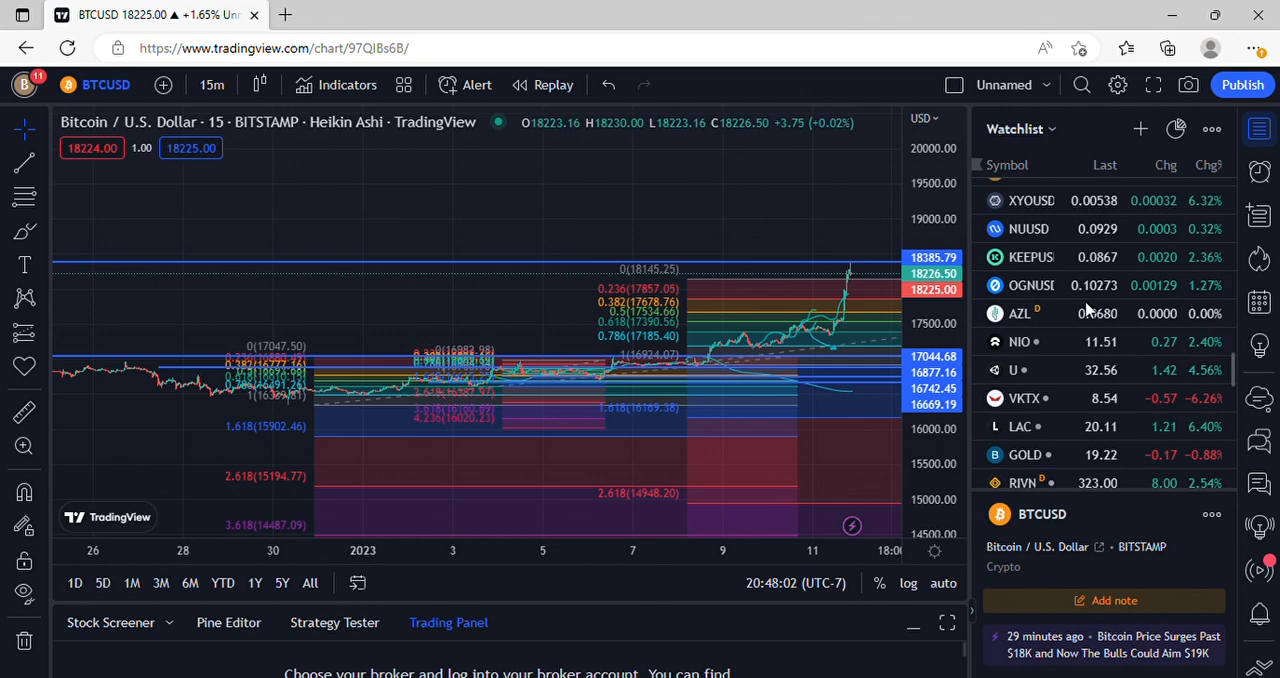 BTCUSD 18225.00 ▲ +1.65% Unn
https://www.tradingview.com/chart/97QIBs6B/
B 11 BTCUSD 15m Indicators Alert Replay Unnamed Publish
Bitcoin / U.S. Dollar · 15 · BITSTAMP · Heikin Ashi · TradingView O18223.16 H18230.00 L18223.16 C18226.50 +3.75 (+0.02%)
18224.00 1.00 18225.00
USD
20000.00
19500.00
19000.00
18385.79
18226.50
18225.00
17500.00
17044.68
16877.16
16742.45
16669.19
16000.00
15500.00
15000.00
14500.00
0(18145.25)
0.236(17857.05)
0.382(17678.76)
0.5(17534.66)
0.618(17390.56)
0.786(17185.40)
1(16924.07)
1.618(16169.38)
2.618(14948.20)
0(17047.50)
1.618(15902.46)
2.618(15194.77)
3.618(14487.09)
4.236(16020.23)
TradingView
26 28 30 2023 3 5 7 9 11 18:0
1D 5D 1M 3M 6M YTD 1Y 5Y All 20:48:02 (UTC-7) % log auto
Stock Screener Pine Editor Strategy Tester Trading Panel
Choose your broker and log into your broker account. You can find
Watchlist
Symbol Last Chg Chg%
XYOUSD 0.00538 0.00032 6.32%
NUUSD 0.0929 0.0003 0.32%
KEEPUS 0.0867 0.0020 2.36%
OGNUSD 0.10273 0.00129 1.27%
AZL D 0.0000 0.00%
NIO 11.51 0.27 2.40%
U 32.56 1.42 4.56%
VKTX 8.54 −0.57 −6.26%
L LAC 20.11 1.21 6.40%
B GOLD 19.22 −0.17 −0.88%
RIVN D 323.00 8.00 2.54%
BTCUSD
Bitcoin / U.S. Dollar · BITSTAMP
Crypto
Add note
29 minutes ago · Bitcoin Price Surges Past
$18K and Now The Bulls Could Aim $19K